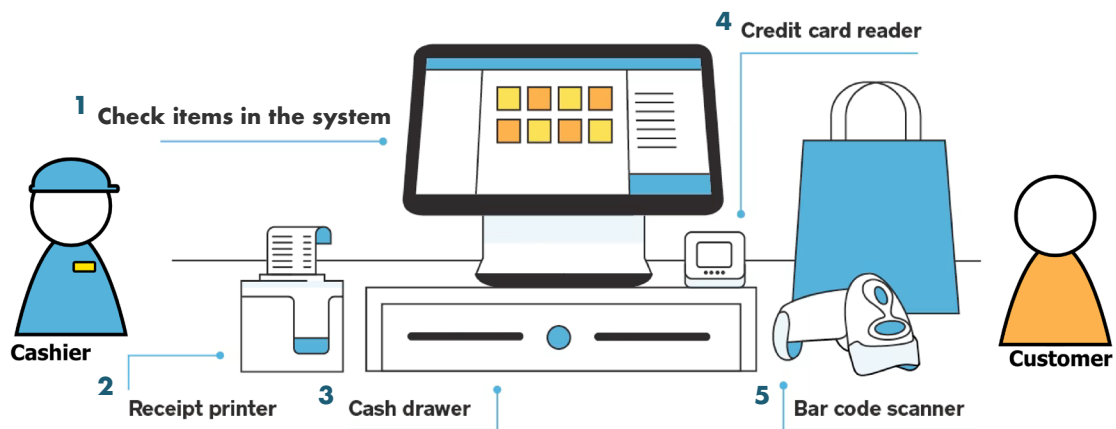 4 Credit card reader
1 Check items in the system
Cashier
Customer
2 Receipt printer
3 Cash drawer
5 Bar code scanner